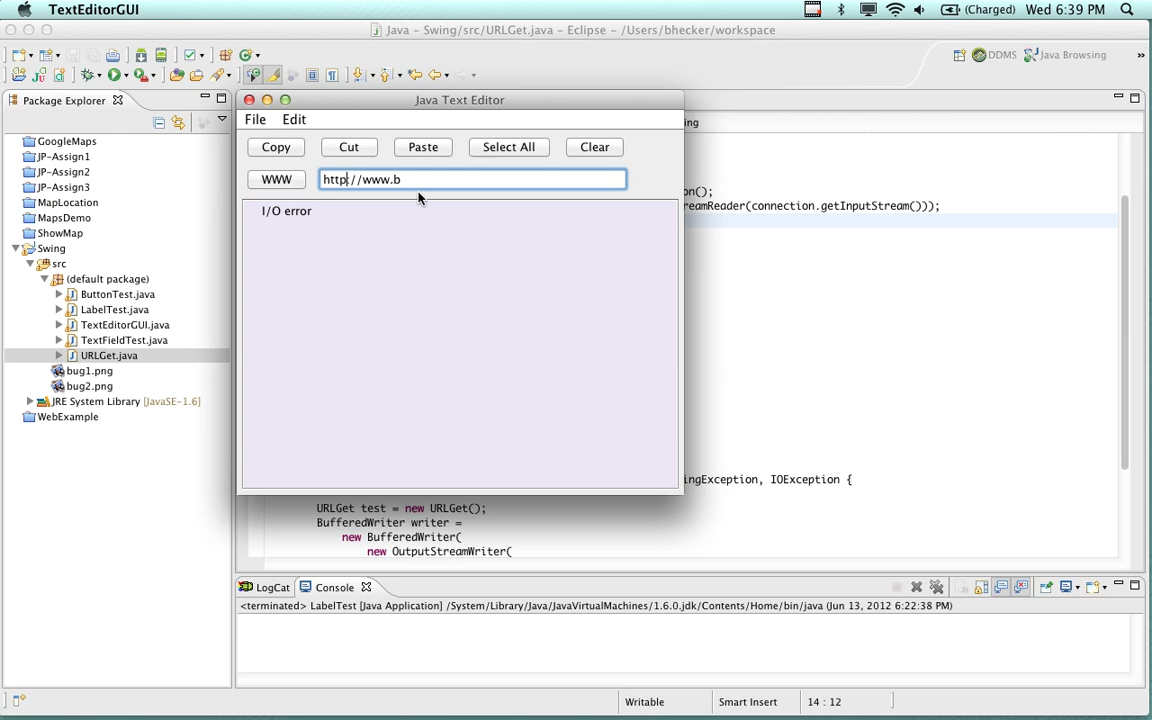 TextEditorGUI
(Charged) Wed 6:39 PM
Java – Swing/src/URLGet.java – Eclipse – /Users/bhecker/workspace
DDMS Java Browsing »
Package Explorer
GoogleMaps
JP-Assign1
JP-Assign2
JP-Assign3
MapLocation
MapsDemo
ShowMap
Swing
src
(default package)
ButtonTest.java
LabelTest.java
TextEditorGUI.java
TextFieldTest.java
URLGet.java
bug1.png
bug2.png
JRE System Library [JavaSE-1.6]
WebExample
Java Text Editor
File Edit
Copy Cut Paste Select All Clear
WWW http://www.b
I/O error
ng
on();
reamReader(connection.getInputStream()));
ingException, IOException {
URLGet test = new URLGet();
BufferedWriter writer =
new BufferedWriter(
new OutputStreamWriter(
LogCat Console
<terminated> LabelTest [Java Application] /System/Library/Java/JavaVirtualMachines/1.6.0.jdk/Contents/Home/bin/java (Jun 13, 2012 6:22:38 PM)
Writable Smart Insert 14 : 12